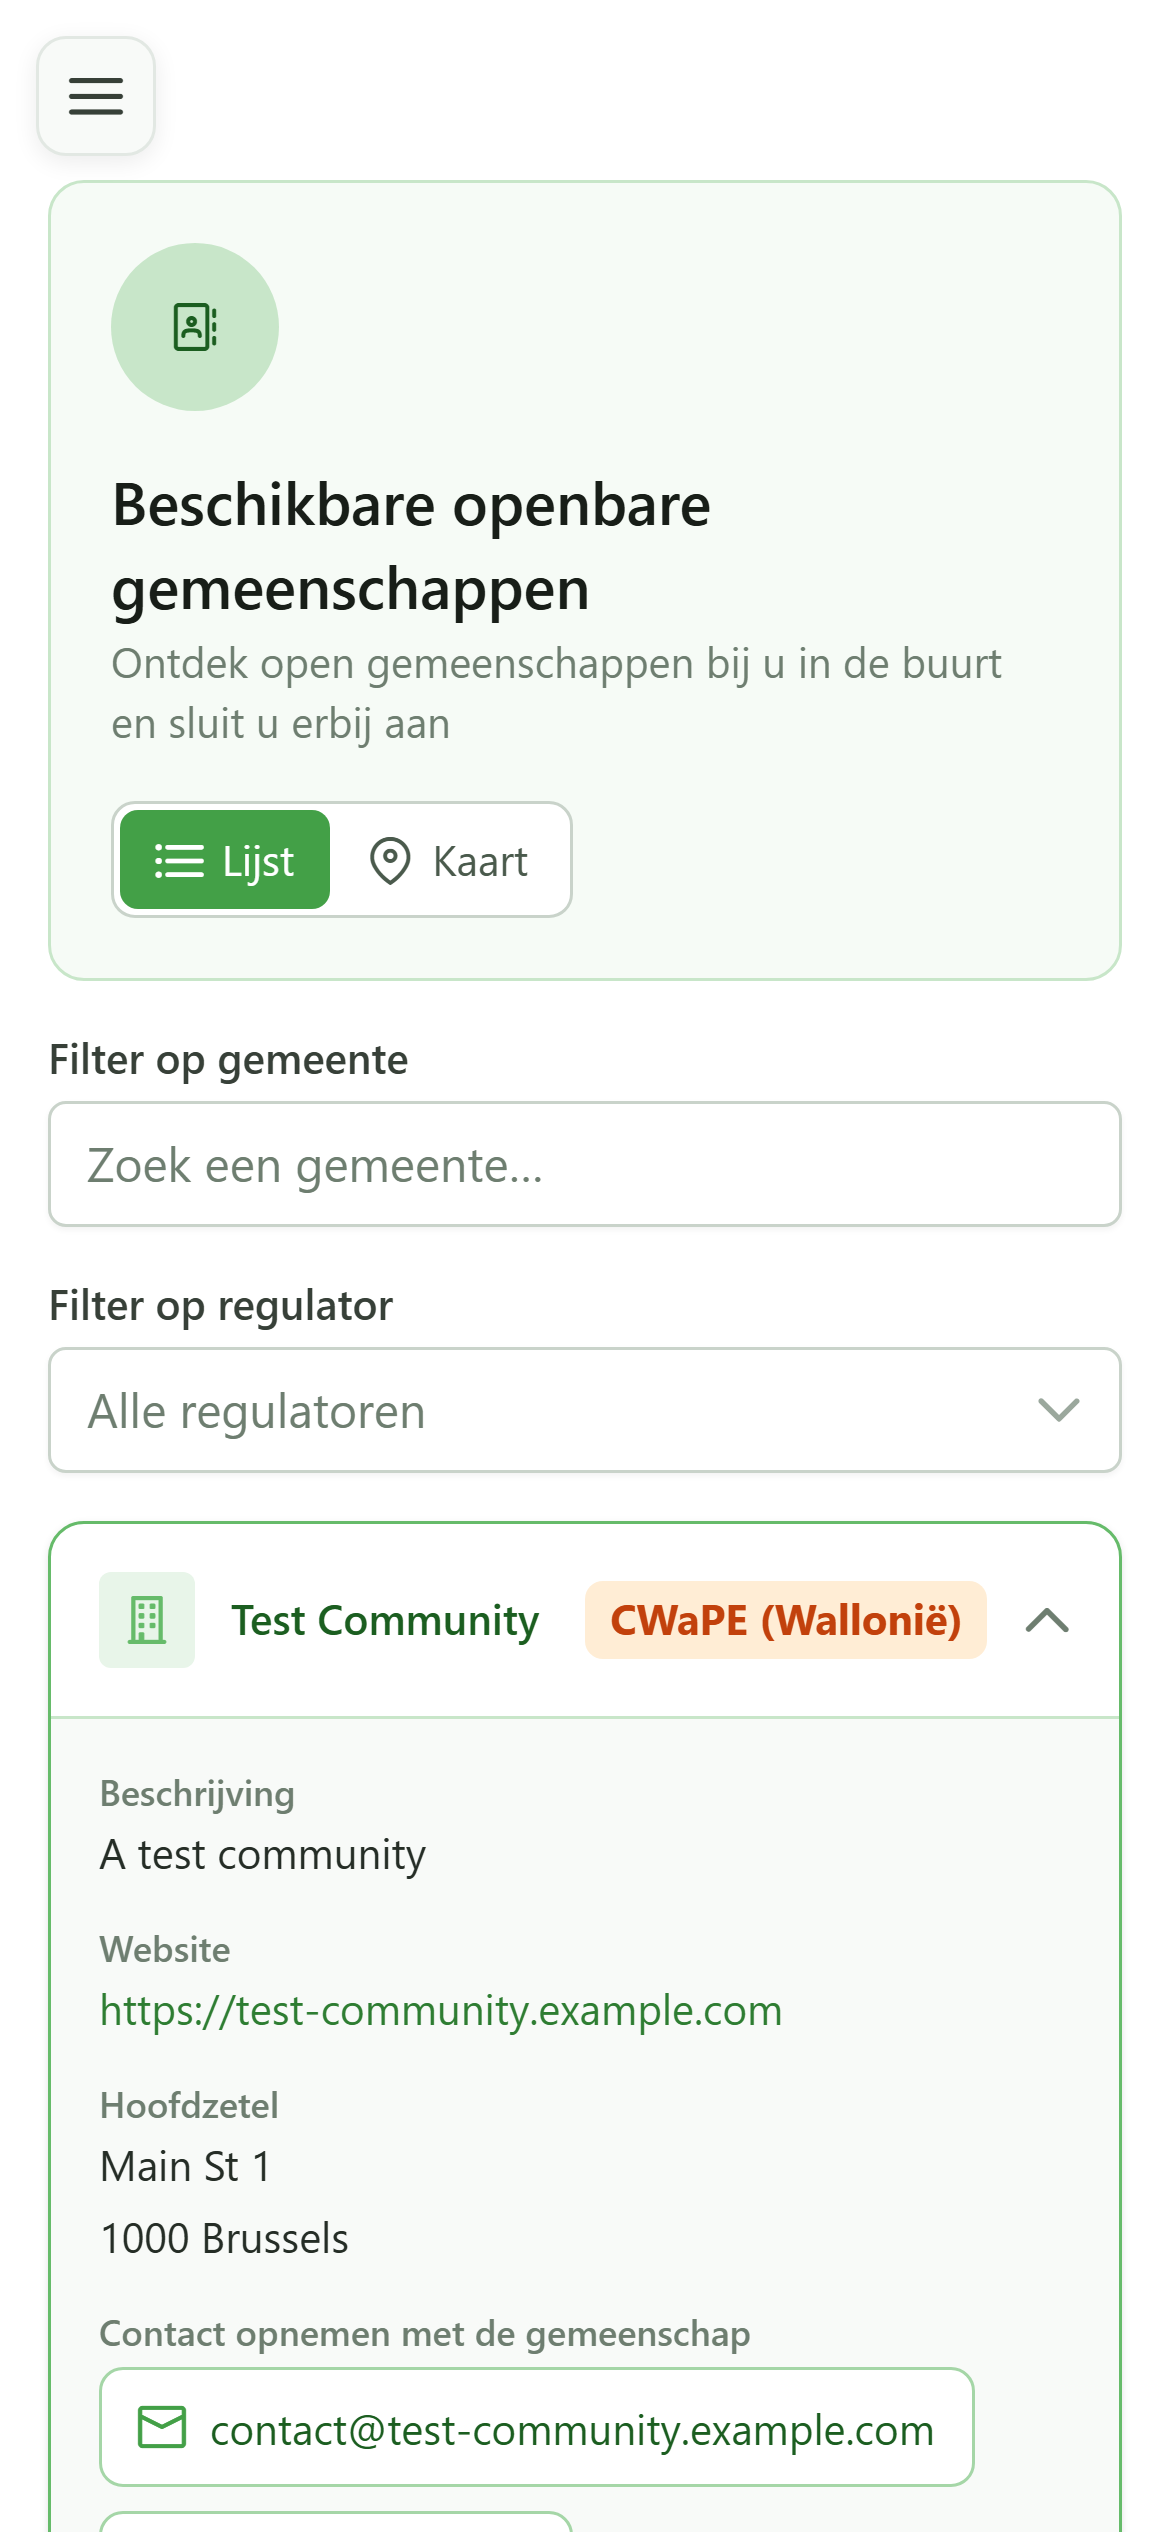 Beschikbare openbare
gemeenschappen
Ontdek open gemeenschappen bij u in de buurt
en sluit u erbij aan
Lijst
Kaart
Filter op gemeente
Zoek een gemeente...
Filter op regulator
Alle regulatoren
Test Community
CWaPE (Wallonië)
Beschrijving
A test community
Website
https://test-community.example.com
Hoofdzetel
Main St 1
1000 Brussels
Contact opnemen met de gemeenschap
contact@test-community.example.com